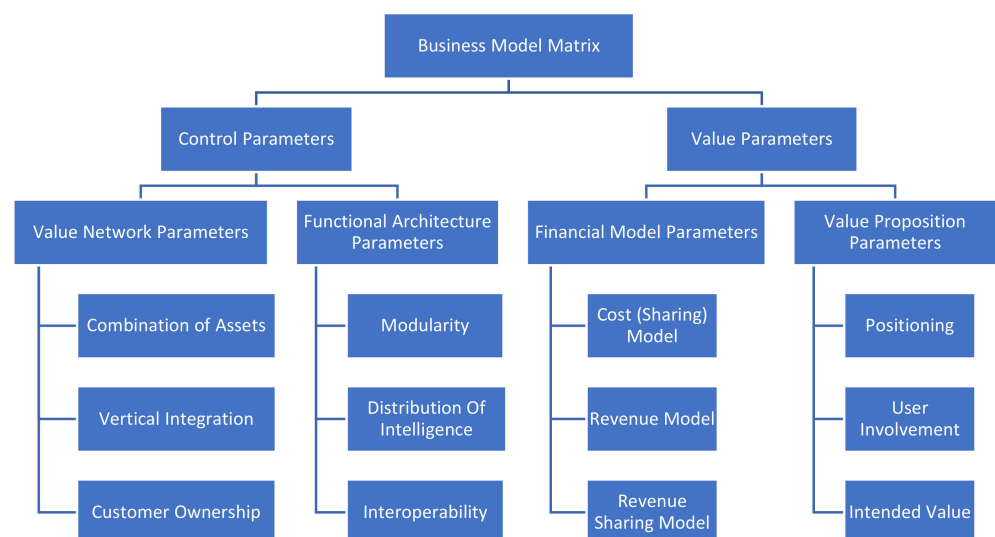 Business Model Matrix
Control Parameters
Value Parameters
Value Network Parameters
Functional Architecture
Parameters
Financial Model Parameters
Value Proposition
Parameters
Combination of Assets
Modularity
Cost (Sharing)
Model
Positioning
Vertical Integration
Distribution Of
Intelligence
Revenue Model
User
Involvement
Customer Ownership
Interoperability
Revenue
Sharing Model
Intended Value